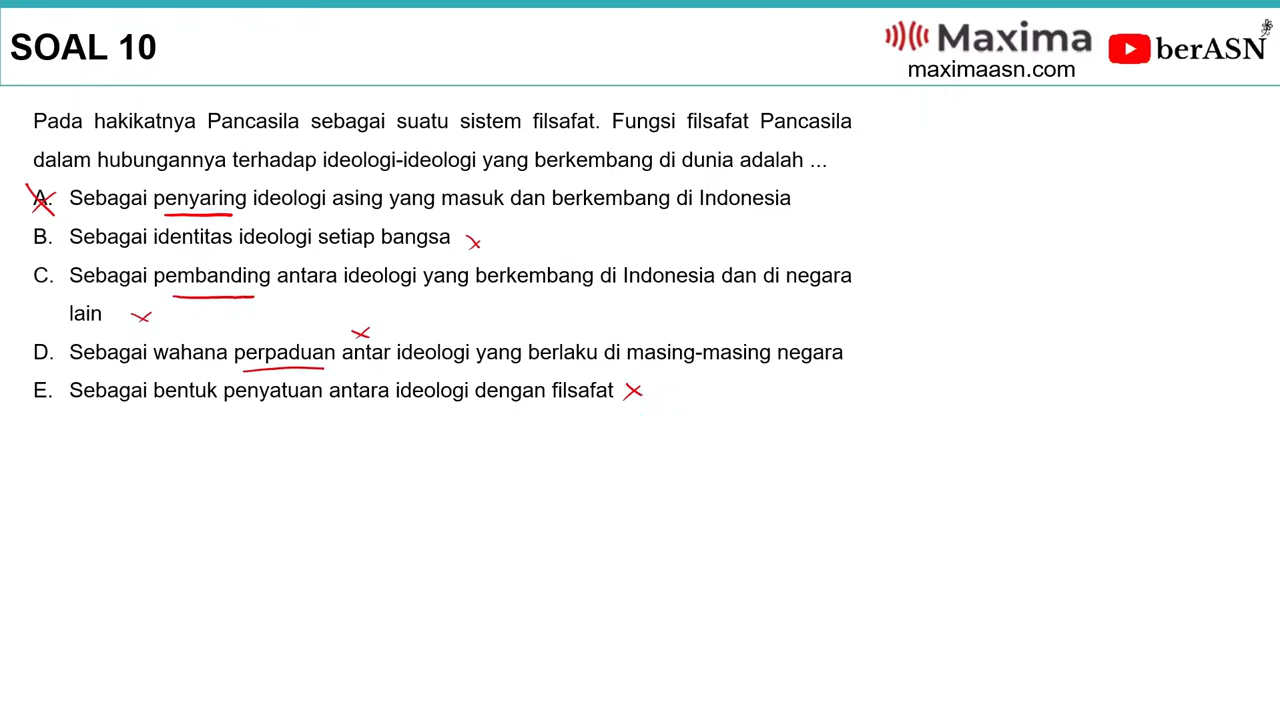 SOAL 10
Maxima
maximaasn.com
berASN
Pada hakikatnya Pancasila sebagai suatu sistem filsafat. Fungsi filsafat Pancasila
dalam hubungannya terhadap ideologi-ideologi yang berkembang di dunia adalah ...
A. Sebagai penyaring ideologi asing yang masuk dan berkembang di Indonesia
B. Sebagai identitas ideologi setiap bangsa
C. Sebagai pembanding antara ideologi yang berkembang di Indonesia dan di negara
lain
D. Sebagai wahana perpaduan antar ideologi yang berlaku di masing-masing negara
E. Sebagai bentuk penyatuan antara ideologi dengan filsafat